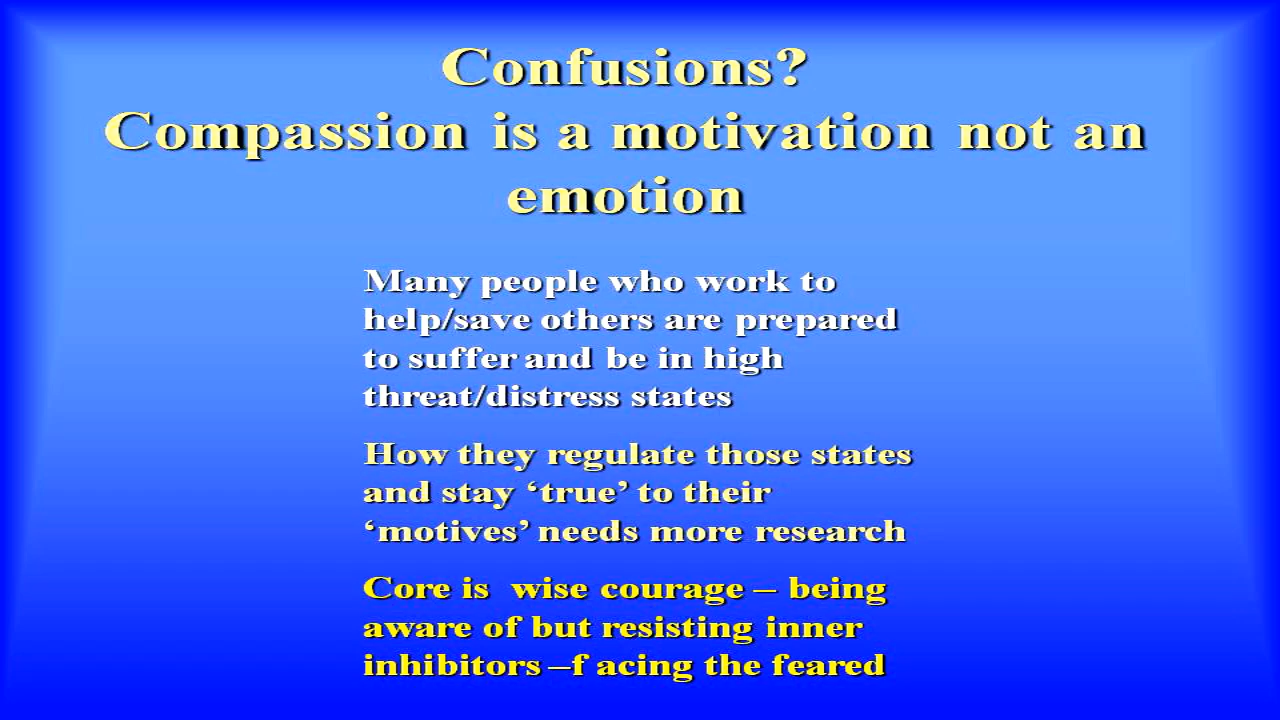 Confusions?
Compassion is a motivation not an
emotion
Many people who work to
help/save others are prepared
to suffer and be in high
threat/distress states
How they regulate those states
and stay ‘true’ to their
‘motives’ needs more research
Core is  wise courage – being
aware of but resisting inner
inhibitors –f acing the feared